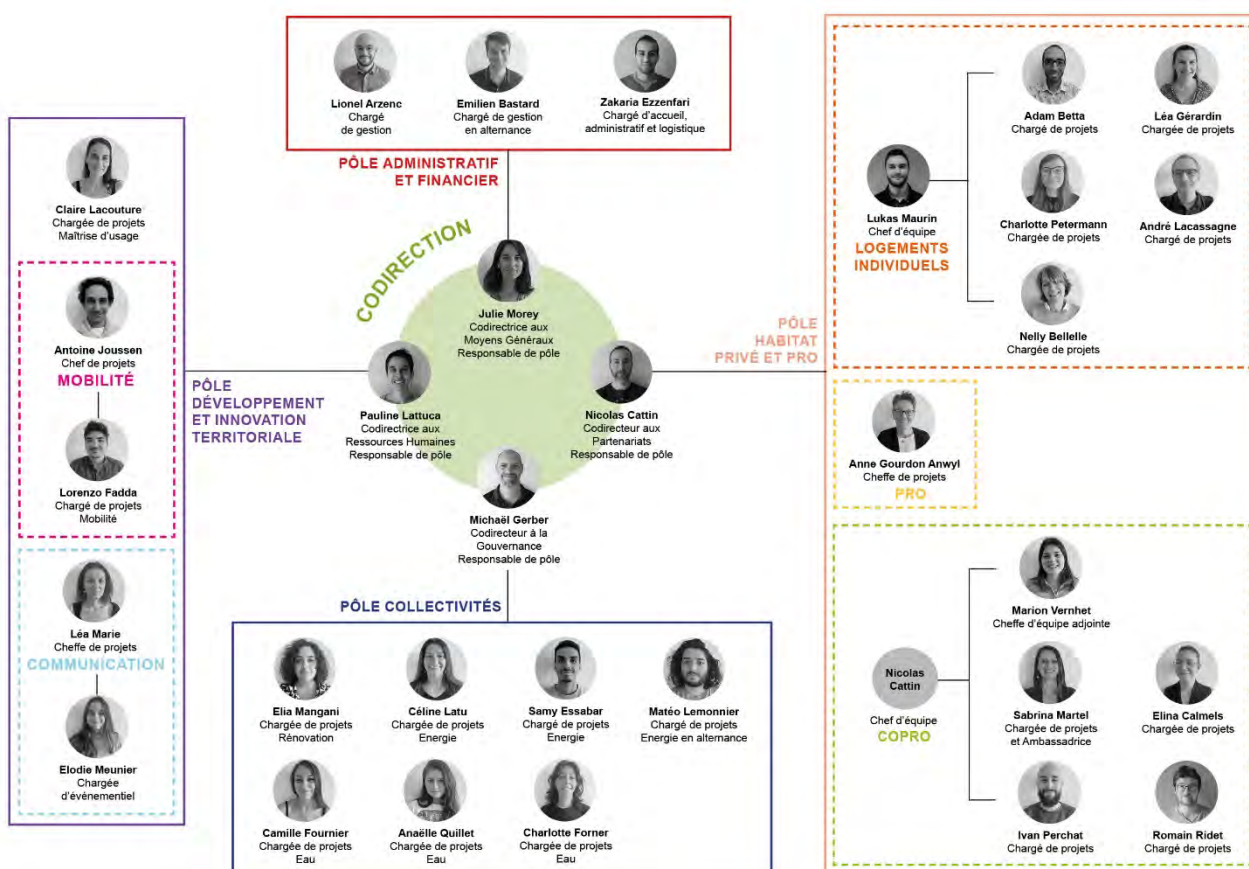 Lionel Arzenc
Chargé
de gestion
Emilien Bastard
Chargé de gestion
en alternance
Zakaria Ezzenfari
Chargé d'accueil,
administratif et logistique
PÔLE ADMINISTRATIF
ET FINANCIER
CODIRECTION
Julie Morey
Codirectrice aux
Moyens Généraux
Responsable de pôle
Pauline Lattuca
Codirectrice aux
Ressources Humaines
Responsable de pôle
Nicolas Cattin
Codirecteur aux
Partenariats
Responsable de pôle
Michaël Gerber
Codirecteur à la
Gouvernance
Responsable de pôle
PÔLE
DÉVELOPPEMENT
ET INNOVATION
TERRITORIALE
Claire Lacouture
Chargée de projets
Maîtrise d'usage
Antoine Joussen
Chef de projets
MOBILITÉ
Lorenzo Fadda
Chargé de projets
Mobilité
Léa Marie
Cheffe de projets
COMMUNICATION
Elodie Meunier
Chargée
d'événementiel
PÔLE COLLECTIVITÉS
Elia Mangani
Chargée de projets
Rénovation
Céline Latu
Chargée de projets
Energie
Samy Essabar
Chargé de projets
Energie
Matéo Lemonnier
Chargé de projets
Energie en alternance
Camille Fournier
Chargée de projets
Eau
Anaëlle Quillet
Chargée de projets
Eau
Charlotte Forner
Chargée de projets
Eau
PÔLE
HABITAT
PRIVÉ ET PRO
Lukas Maurin
Chef d'équipe
LOGEMENTS
INDIVIDUELS
Adam Betta
Chargé de projets
Léa Gérardin
Chargée de projets
Charlotte Petermann
Chargée de projets
André Lacassagne
Chargé de projets
Nelly Bellelle
Chargée de projets
Anne Gourdon Anwyl
Cheffe de projets
PRO
Nicolas
Cattin
Chef d'équipe
COPRO
Marion Vernhet
Cheffe d'équipe adjointe
Sabrina Martel
Chargée de projets
et Ambassadrice
Elina Calmels
Chargée de projets
Ivan Perchat
Chargé de projets
Romain Ridet
Chargé de projets